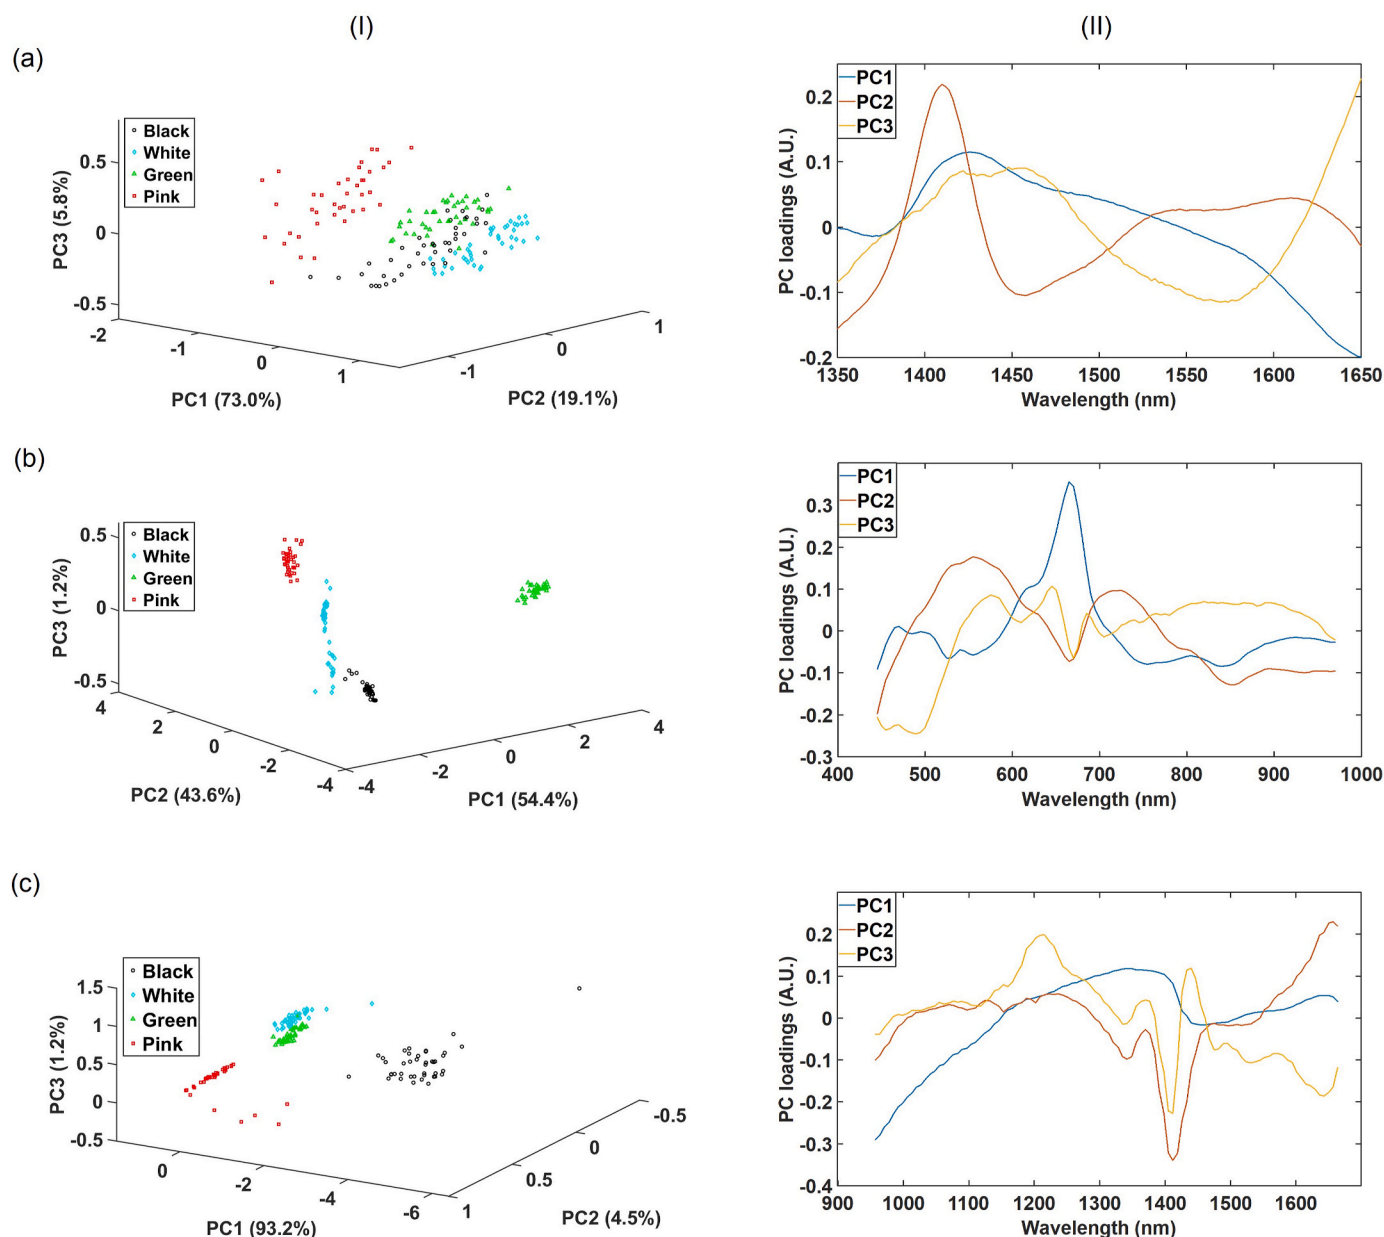 (I)
(II)
(a)
Black
White
Green
Pink
0.5
0
-0.5
PC3 (5.8%)
-2
-1
0
1
PC1 (73.0%)
-1
0
1
PC2 (19.1%)
PC1
PC2
PC3
0.2
0.1
0
-0.1
-0.2
PC loadings (A.U.)
1350
1400
1450
1500
1550
1600
1650
Wavelength (nm)
(b)
Black
White
Green
Pink
0.5
0
-0.5
PC3 (1.2%)
4
2
0
-2
-4
PC2 (43.6%)
-4
-2
0
2
4
PC1 (54.4%)
PC1
PC2
PC3
0.3
0.2
0.1
0
-0.1
-0.2
-0.3
PC loadings (A.U.)
400
500
600
700
800
900
1000
Wavelength (nm)
(c)
Black
White
Green
Pink
1.5
1
0.5
0
-0.5
PC3 (1.2%)
0
-2
-4
-6
PC1 (93.2%)
1
0.5
0
-0.5
PC2 (4.5%)
PC1
PC2
PC3
0.2
0.1
0
-0.1
-0.2
-0.3
-0.4
PC loadings (A.U.)
900
1000
1100
1200
1300
1400
1500
1600
Wavelength (nm)